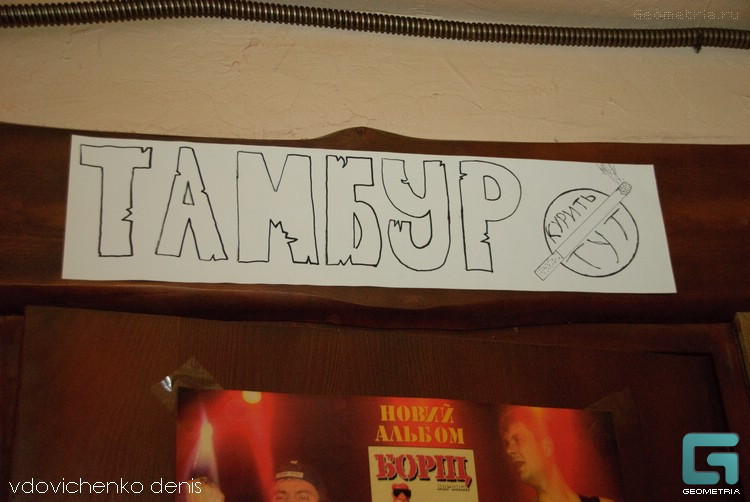 Geometria.ru
ТАМБУР
КУРИТЬ
ТУТ
НОВИЙ
АЛЬБОМ
БОРЩ
vdovichenko denis
GEOMETRIA